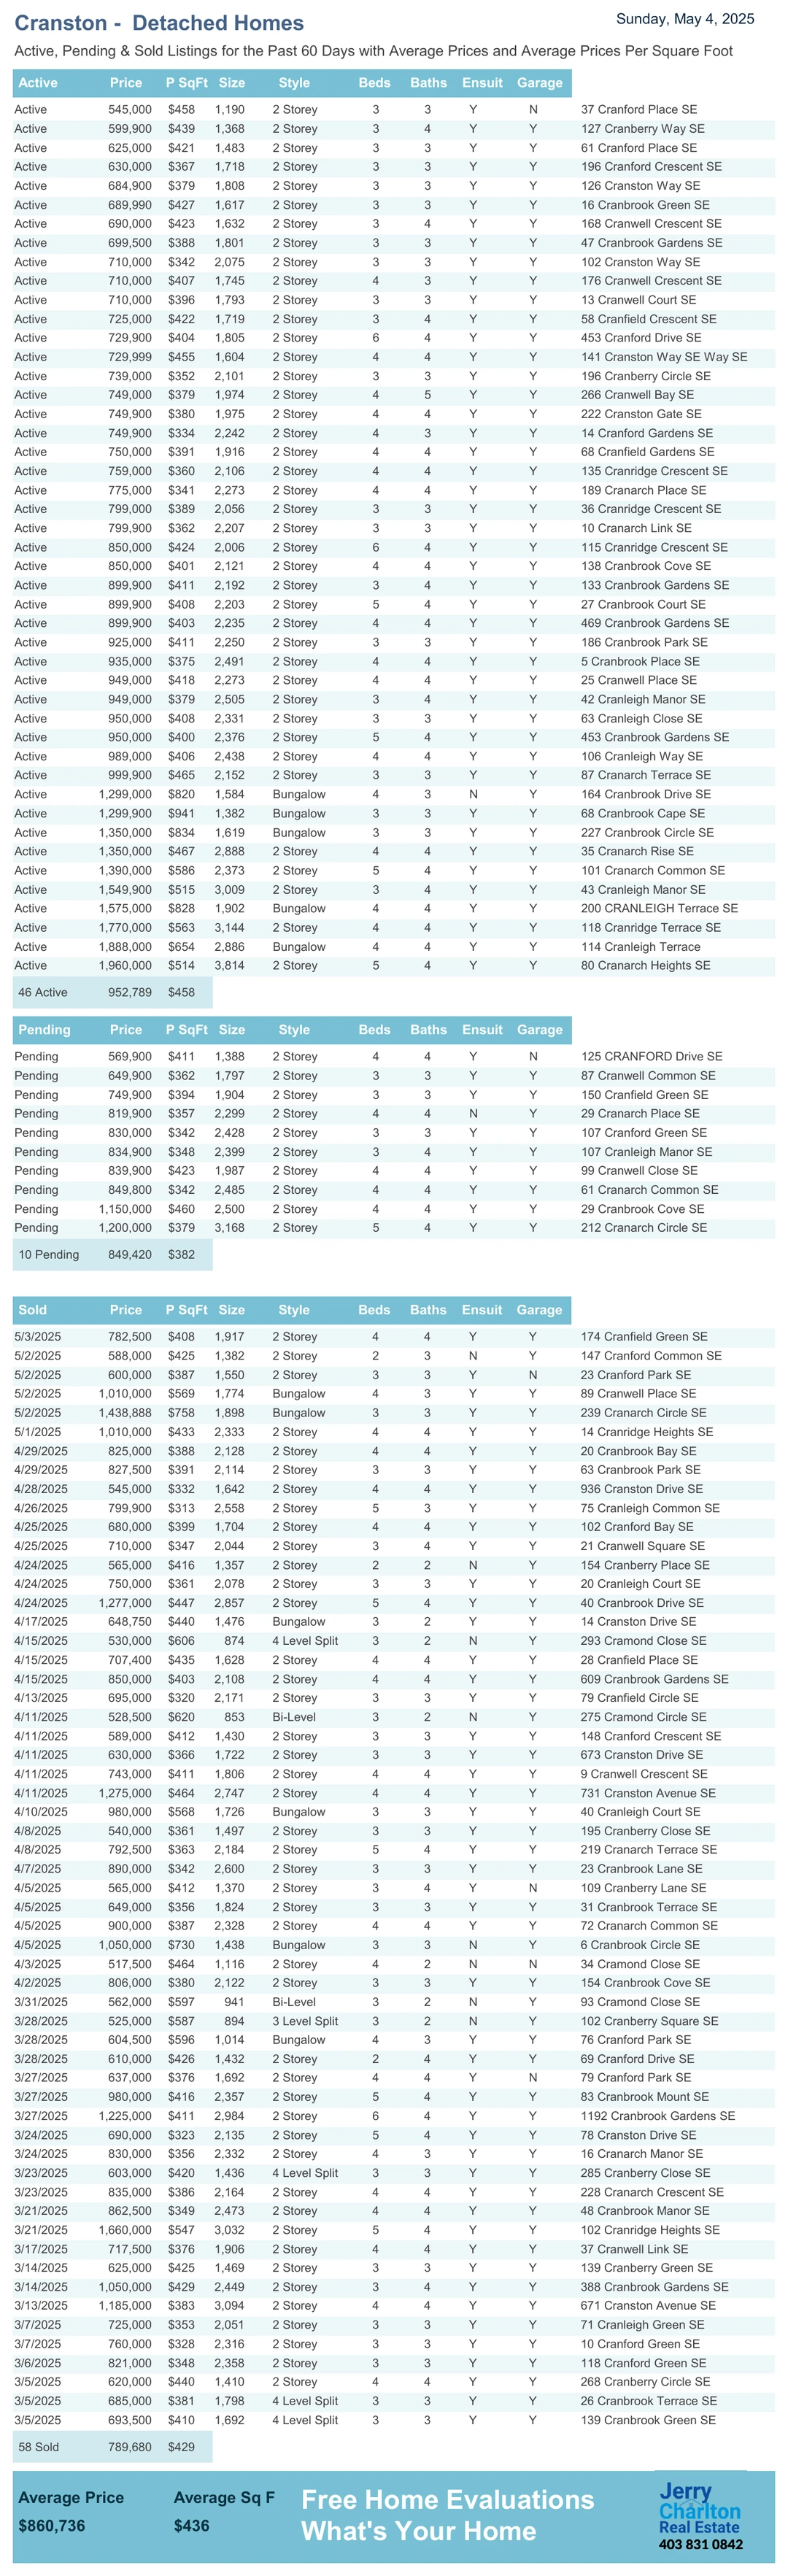 Cranston - Detached Homes
Sunday, May 4, 2025
Active, Pending & Sold Listings for the Past 60 Days with Average Prices and Average Prices Per Square Foot
Active Price P SqFt Size Style Beds Baths Ensuit Garage
Active 545,000 $458 1,190 2 Storey 3 3 Y N 37 Cranford Place SE
Active 599,900 $439 1,368 2 Storey 3 4 Y Y 127 Cranberry Way SE
Active 625,000 $421 1,483 2 Storey 3 3 Y Y 61 Cranford Place SE
Active 630,000 $367 1,718 2 Storey 3 3 Y Y 196 Cranford Crescent SE
Active 684,900 $379 1,808 2 Storey 3 3 Y Y 126 Cranston Way SE
Active 689,990 $427 1,617 2 Storey 3 3 Y Y 16 Cranbrook Green SE
Active 690,000 $423 1,632 2 Storey 3 4 Y Y 168 Cranwell Crescent SE
Active 699,500 $388 1,801 2 Storey 3 3 Y Y 47 Cranbrook Gardens SE
Active 710,000 $342 2,075 2 Storey 3 3 Y Y 102 Cranston Way SE
Active 710,000 $407 1,745 2 Storey 4 3 Y Y 176 Cranwell Crescent SE
Active 710,000 $396 1,793 2 Storey 3 3 Y Y 13 Cranwell Court SE
Active 725,000 $422 1,719 2 Storey 3 4 Y Y 58 Cranfield Crescent SE
Active 729,900 $404 1,805 2 Storey 6 4 Y Y 453 Cranford Drive SE
Active 729,999 $455 1,604 2 Storey 4 4 Y Y 141 Cranston Way SE Way SE
Active 739,000 $352 2,101 2 Storey 3 3 Y Y 196 Cranberry Circle SE
Active 749,000 $379 1,974 2 Storey 4 5 Y Y 266 Cranwell Bay SE
Active 749,900 $380 1,975 2 Storey 4 4 Y Y 222 Cranston Gate SE
Active 749,900 $334 2,242 2 Storey 4 3 Y Y 14 Cranford Gardens SE
Active 750,000 $391 1,916 2 Storey 4 4 Y Y 68 Cranfield Gardens SE
Active 759,000 $360 2,106 2 Storey 4 4 Y Y 135 Cranridge Crescent SE
Active 775,000 $341 2,273 2 Storey 4 4 Y Y 189 Cranarch Place SE
Active 799,000 $389 2,056 2 Storey 3 3 Y Y 36 Cranridge Crescent SE
Active 799,900 $362 2,207 2 Storey 3 3 Y Y 10 Cranarch Link SE
Active 850,000 $424 2,006 2 Storey 6 4 Y Y 115 Cranridge Crescent SE
Active 850,000 $401 2,121 2 Storey 4 4 Y Y 138 Cranbrook Cove SE
Active 899,900 $411 2,192 2 Storey 3 4 Y Y 133 Cranbrook Gardens SE
Active 899,900 $408 2,203 2 Storey 5 4 Y Y 27 Cranbrook Court SE
Active 899,900 $403 2,235 2 Storey 4 4 Y Y 469 Cranbrook Gardens SE
Active 925,000 $411 2,250 2 Storey 3 3 Y Y 186 Cranbrook Park SE
Active 935,000 $375 2,491 2 Storey 4 4 Y Y 5 Cranbrook Place SE
Active 949,000 $418 2,273 2 Storey 4 4 Y Y 25 Cranwell Place SE
Active 949,000 $379 2,505 2 Storey 3 4 Y Y 42 Cranleigh Manor SE
Active 950,000 $408 2,331 2 Storey 3 3 Y Y 63 Cranleigh Close SE
Active 950,000 $400 2,376 2 Storey 5 4 Y Y 453 Cranbrook Gardens SE
Active 989,000 $406 2,438 2 Storey 4 4 Y Y 106 Cranleigh Way SE
Active 999,900 $465 2,152 2 Storey 3 3 Y Y 87 Cranarch Terrace SE
Active 1,299,000 $820 1,584 Bungalow 4 3 N Y 164 Cranbrook Drive SE
Active 1,299,900 $941 1,382 Bungalow 3 3 Y Y 68 Cranbrook Cape SE
Active 1,350,000 $834 1,619 Bungalow 3 3 Y Y 227 Cranbrook Circle SE
Active 1,350,000 $467 2,888 2 Storey 4 4 Y Y 35 Cranarch Rise SE
Active 1,390,000 $586 2,373 2 Storey 5 4 Y Y 101 Cranarch Common SE
Active 1,549,900 $515 3,009 2 Storey 3 4 Y Y 43 Cranleigh Manor SE
Active 1,575,000 $828 1,902 Bungalow 4 4 Y Y 200 CRANLEIGH Terrace SE
Active 1,770,000 $563 3,144 2 Storey 4 4 Y Y 118 Cranridge Terrace SE
Active 1,888,000 $654 2,886 Bungalow 4 4 Y Y 114 Cranleigh Terrace
Active 1,960,000 $514 3,814 2 Storey 5 4 Y Y 80 Cranarch Heights SE
46 Active 952,789 $458
Pending Price P SqFt Size Style Beds Baths Ensuit Garage
Pending 569,900 $411 1,388 2 Storey 4 4 Y N 125 CRANFORD Drive SE
Pending 649,900 $362 1,797 2 Storey 3 3 Y Y 87 Cranwell Common SE
Pending 749,900 $394 1,904 2 Storey 3 3 Y Y 150 Cranfield Green SE
Pending 819,900 $357 2,299 2 Storey 4 4 N Y 29 Cranarch Place SE
Pending 830,000 $342 2,428 2 Storey 3 3 Y Y 107 Cranford Green SE
Pending 834,900 $348 2,399 2 Storey 3 4 Y Y 107 Cranleigh Manor SE
Pending 839,900 $423 1,987 2 Storey 4 4 Y Y 99 Cranwell Close SE
Pending 849,800 $342 2,485 2 Storey 4 4 Y Y 61 Cranarch Common SE
Pending 1,150,000 $460 2,500 2 Storey 4 4 Y Y 29 Cranbrook Cove SE
Pending 1,200,000 $379 3,168 2 Storey 5 4 Y Y 212 Cranarch Circle SE
10 Pending 849,420 $382
Sold Price P SqFt Size Style Beds Baths Ensuit Garage
5/3/2025 782,500 $408 1,917 2 Storey 4 4 Y Y 174 Cranfield Green SE
5/2/2025 588,000 $425 1,382 2 Storey 2 3 N Y 147 Cranford Common SE
5/2/2025 600,000 $387 1,550 2 Storey 3 3 Y N 23 Cranford Park SE
5/2/2025 1,010,000 $569 1,774 Bungalow 4 3 Y Y 89 Cranwell Place SE
5/2/2025 1,438,888 $758 1,898 Bungalow 3 3 Y Y 239 Cranarch Circle SE
5/1/2025 1,010,000 $433 2,333 2 Storey 4 4 Y Y 14 Cranridge Heights SE
4/29/2025 825,000 $388 2,128 2 Storey 4 4 Y Y 20 Cranbrook Bay SE
4/29/2025 827,500 $391 2,114 2 Storey 3 3 Y Y 63 Cranbrook Park SE
4/28/2025 545,000 $332 1,642 2 Storey 4 4 Y Y 936 Cranston Drive SE
4/26/2025 799,900 $313 2,558 2 Storey 5 3 Y Y 75 Cranleigh Common SE
4/25/2025 680,000 $399 1,704 2 Storey 4 4 Y Y 102 Cranford Bay SE
4/25/2025 710,000 $347 2,044 2 Storey 3 4 Y Y 21 Cranwell Square SE
4/24/2025 565,000 $416 1,357 2 Storey 2 2 N Y 154 Cranberry Place SE
4/24/2025 750,000 $361 2,078 2 Storey 3 3 Y Y 20 Cranleigh Court SE
4/24/2025 1,277,000 $447 2,857 2 Storey 5 4 Y Y 40 Cranbrook Drive SE
4/17/2025 648,750 $440 1,476 Bungalow 3 2 Y Y 14 Cranston Drive SE
4/15/2025 530,000 $606 874 4 Level Split 3 2 N Y 293 Cramond Close SE
4/15/2025 707,400 $435 1,628 2 Storey 4 4 Y Y 28 Cranfield Place SE
4/15/2025 850,000 $403 2,108 2 Storey 4 4 Y Y 609 Cranbrook Gardens SE
4/13/2025 695,000 $320 2,171 2 Storey 3 3 Y Y 79 Cranfield Circle SE
4/11/2025 528,500 $620 853 Bi-Level 3 2 N Y 275 Cramond Circle SE
4/11/2025 589,000 $412 1,430 2 Storey 3 3 Y Y 148 Cranford Crescent SE
4/11/2025 630,000 $366 1,722 2 Storey 3 3 Y Y 673 Cranston Drive SE
4/11/2025 743,000 $411 1,806 2 Storey 4 4 Y Y 9 Cranwell Crescent SE
4/11/2025 1,275,000 $464 2,747 2 Storey 4 4 Y Y 731 Cranston Avenue SE
4/10/2025 980,000 $568 1,726 Bungalow 3 3 Y Y 40 Cranleigh Court SE
4/8/2025 540,000 $361 1,497 2 Storey 3 3 Y Y 195 Cranberry Close SE
4/8/2025 792,500 $363 2,184 2 Storey 5 4 Y Y 219 Cranarch Terrace SE
4/7/2025 890,000 $342 2,600 2 Storey 3 3 Y Y 23 Cranbrook Lane SE
4/5/2025 565,000 $412 1,370 2 Storey 3 4 Y N 109 Cranberry Lane SE
4/5/2025 649,000 $356 1,824 2 Storey 3 3 Y Y 31 Cranbrook Terrace SE
4/5/2025 900,000 $387 2,328 2 Storey 4 4 Y Y 72 Cranarch Common SE
4/5/2025 1,050,000 $730 1,438 Bungalow 3 3 N Y 6 Cranbrook Circle SE
4/3/2025 517,500 $464 1,116 2 Storey 4 2 N N 34 Cramond Close SE
4/2/2025 806,000 $380 2,122 2 Storey 3 3 Y Y 154 Cranbrook Cove SE
3/31/2025 562,000 $597 941 Bi-Level 3 2 N Y 93 Cramond Close SE
3/28/2025 525,000 $587 894 3 Level Split 3 2 N Y 102 Cranberry Square SE
3/28/2025 604,500 $596 1,014 Bungalow 4 3 Y Y 76 Cranford Park SE
3/28/2025 610,000 $426 1,432 2 Storey 2 4 Y Y 69 Cranford Drive SE
3/27/2025 637,000 $376 1,692 2 Storey 4 4 Y N 79 Cranford Park SE
3/27/2025 980,000 $416 2,357 2 Storey 5 4 Y Y 83 Cranbrook Mount SE
3/27/2025 1,225,000 $411 2,984 2 Storey 6 4 Y Y 1192 Cranbrook Gardens SE
3/24/2025 690,000 $323 2,135 2 Storey 5 4 Y Y 78 Cranston Drive SE
3/24/2025 830,000 $356 2,332 2 Storey 4 3 Y Y 16 Cranarch Manor SE
3/23/2025 603,000 $420 1,436 4 Level Split 3 3 Y Y 285 Cranberry Close SE
3/23/2025 835,000 $386 2,164 2 Storey 4 4 Y Y 228 Cranarch Crescent SE
3/21/2025 862,500 $349 2,473 2 Storey 4 4 Y Y 48 Cranbrook Manor SE
3/21/2025 1,660,000 $547 3,032 2 Storey 5 4 Y Y 102 Cranridge Heights SE
3/17/2025 717,500 $376 1,906 2 Storey 4 4 Y Y 37 Cranwell Link SE
3/14/2025 625,000 $425 1,469 2 Storey 3 3 Y Y 139 Cranberry Green SE
3/14/2025 1,050,000 $429 2,449 2 Storey 3 4 Y Y 388 Cranbrook Gardens SE
3/13/2025 1,185,000 $383 3,094 2 Storey 4 4 Y Y 671 Cranston Avenue SE
3/7/2025 725,000 $353 2,051 2 Storey 3 3 Y Y 71 Cranleigh Green SE
3/7/2025 760,000 $328 2,316 2 Storey 3 3 Y Y 10 Cranford Green SE
3/6/2025 821,000 $348 2,358 2 Storey 3 3 Y Y 118 Cranford Green SE
3/5/2025 620,000 $440 1,410 2 Storey 4 4 Y Y 268 Cranberry Circle SE
3/5/2025 685,000 $381 1,798 4 Level Split 3 3 Y Y 26 Cranbrook Terrace SE
3/5/2025 693,500 $410 1,692 4 Level Split 3 3 Y Y 139 Cranbrook Green SE
58 Sold 789,680 $429
Average Price Average Sq F
$860,736 $436
Free Home Evaluations
What's Your Home
Jerry
Charlton
Real Estate
403 831 0842